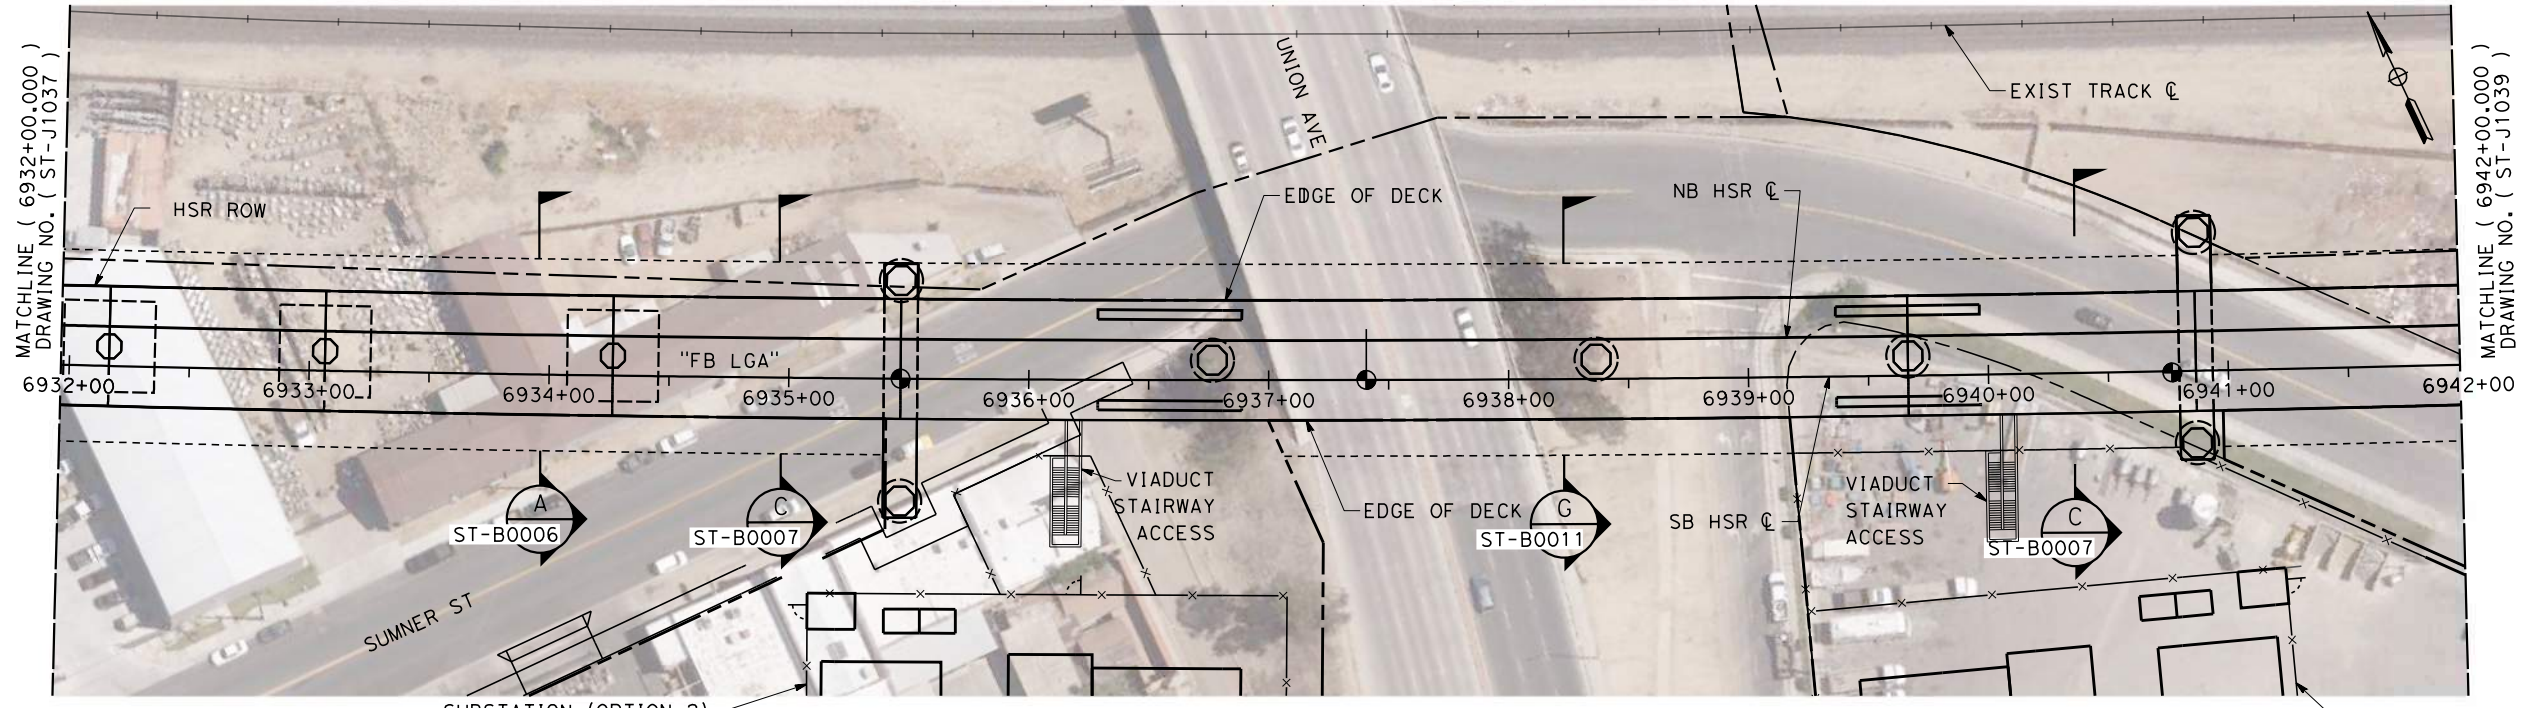 MATCHLINE ( 6932+00.000 )
DRAWING NO. ( ST-J1037 )
UNION AVE
EXIST TRACK ℄
MATCHLINE ( 6942+00.000 )
DRAWING NO. ( ST-J1039 )
HSR ROW
EDGE OF DECK
NB HSR ℄
"FB LGA"
6932+00
6933+00
6934+00
6935+00
6936+00
6937+00
6938+00
6939+00
6940+00
6941+00
6942+00
A
ST-B0006
C
ST-B0007
VIADUCT
STAIRWAY
ACCESS
EDGE OF DECK
G
ST-B0011
SB HSR ℄
VIADUCT
STAIRWAY
ACCESS
C
ST-B0007
SUMNER ST
SUBSTATION (OPTION 2)